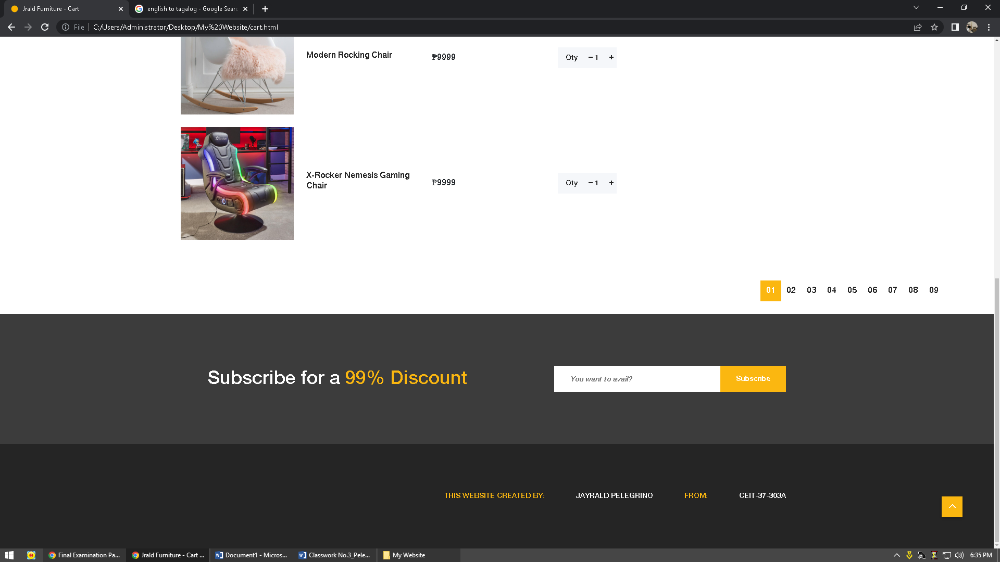 Jrald Furniture - Cart
english to tagalog - Google Searc
File
C:/Users/Administrator/Desktop/My%20Website/cart.html
Modern Rocking Chair ₱9999 Qty − 1 +
X-Rocker Nemesis Gaming
Chair
₱9999 Qty − 1 +
01 02 03 04 05 06 07 08 09
Subscribe for a 99% Discount
You want to avail? Subscribe
THIS WEBSITE CREATED BY: JAYRALD PELEGRINO FROM: CEIT-37-303A
Final Examination Pa...
Jrald Furniture - Cart ...
Document1 - Micros...
Classwork No.3_Pele...
My Website
6:35 PM